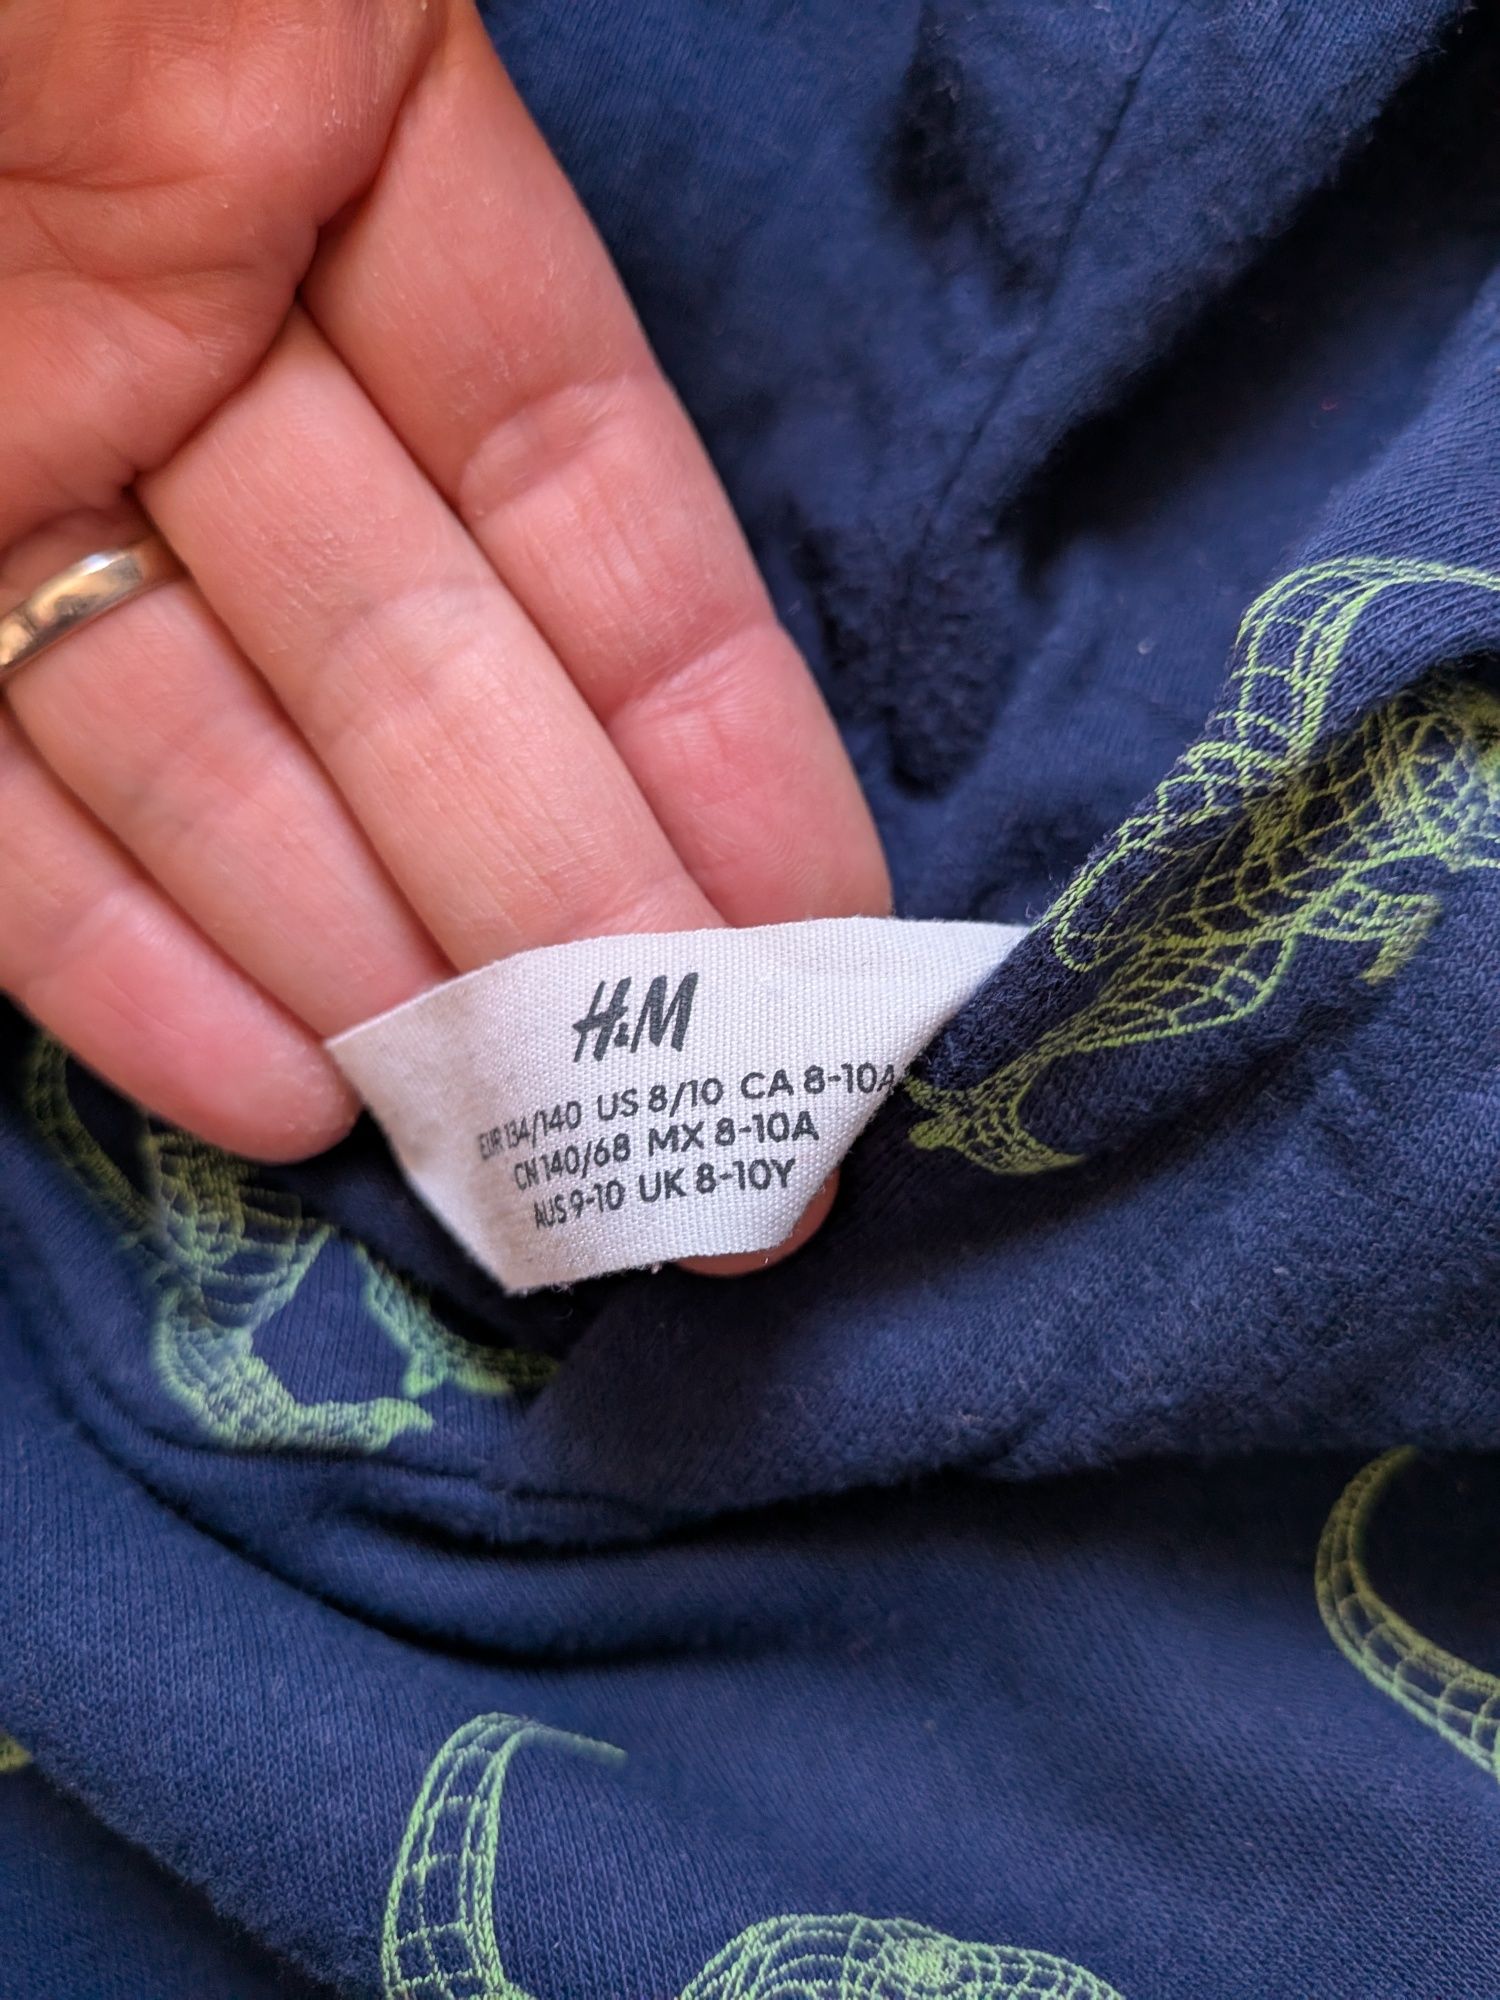 H&M
EUR 134/140 US 8/10 CA 8-10A
CN 140/68 MX 8-10A
AUS 9-10 UK 8-10Y